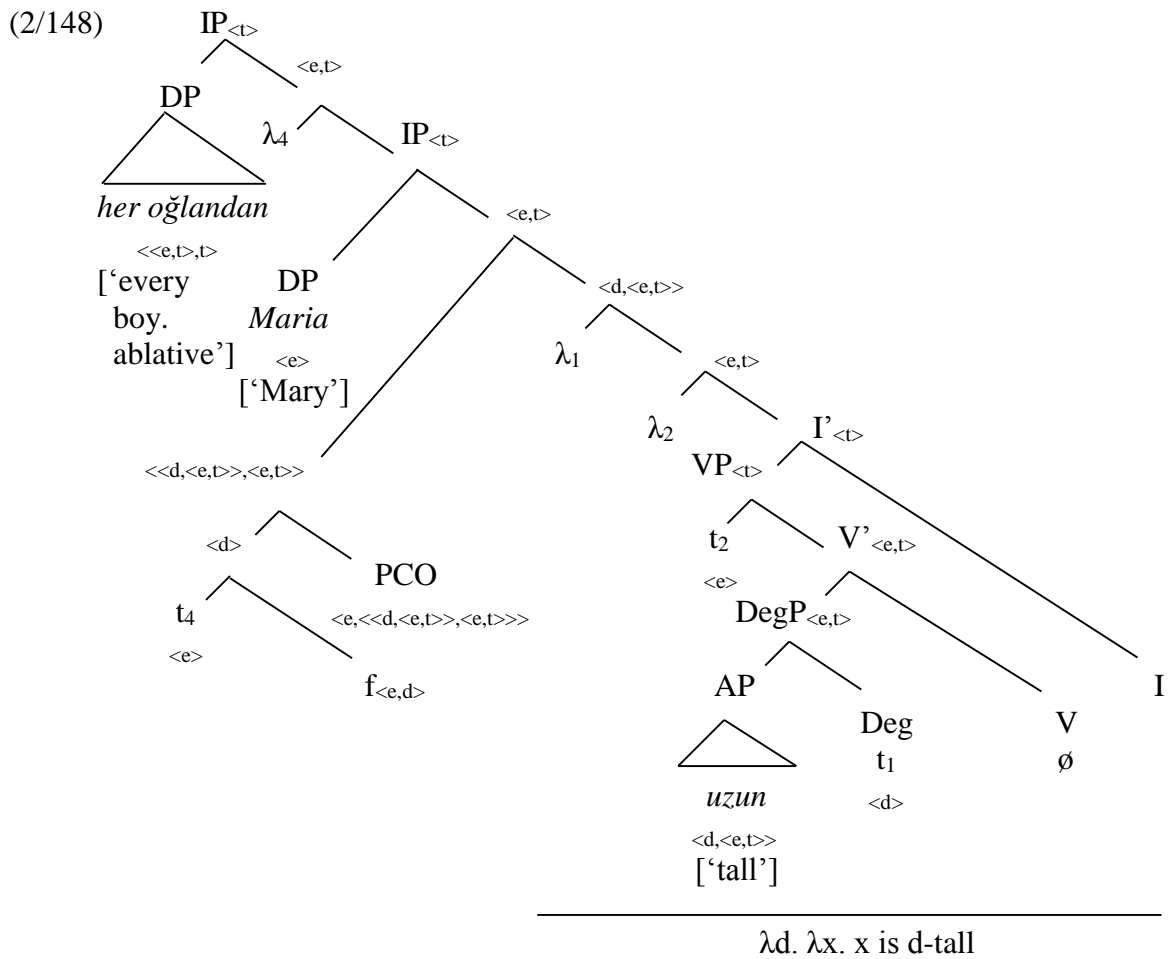 (2/148)
IP<t>
<e,t>
DP
λ4
IP<t>
her oğlandan
<<e,t>,t>
['every
boy.
ablative']
<e,t>
DP
Maria
<e>
['Mary']
<d,<e,t>>
λ1
<e,t>
λ2
I'<t>
<<d,<e,t>>,<e,t>>
VP<t>
<d>
PCO
<e,<<d,<e,t>>,<e,t>>>
t2
<e>
V'<e,t>
t4
<e>
f<e,d>
DegP<e,t>
AP
Deg
t1
<d>
V
ø
I
uzun
<d,<e,t>>
['tall']
λd. λx. x is d-tall